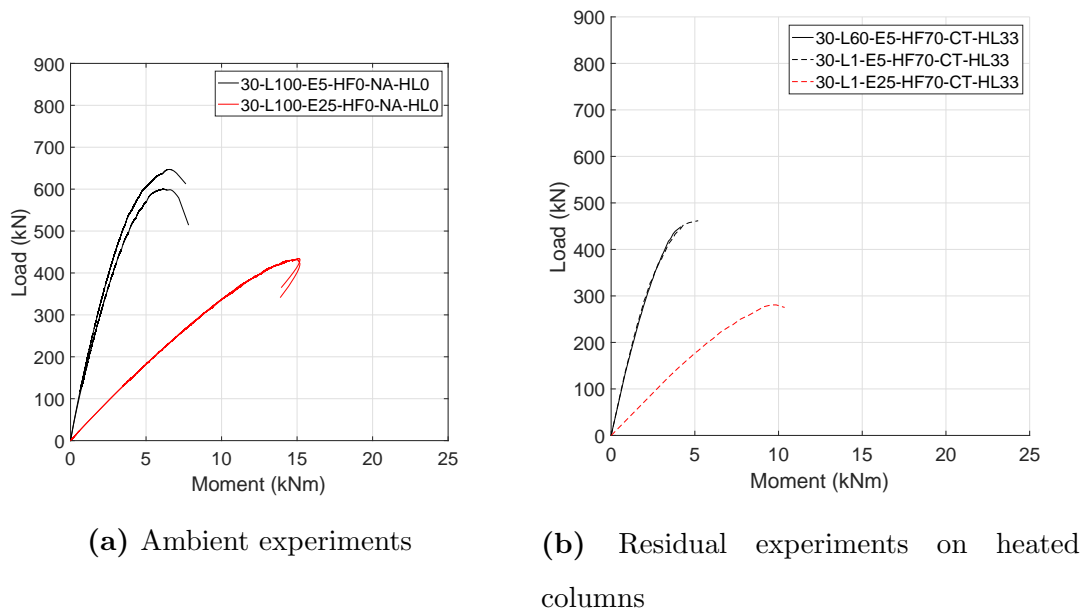 30-L100-E5-HF0-NA-HL0
30-L100-E25-HF0-NA-HL0
900
800
700
600
500
400
300
200
100
0
Load (kN)
0 5 10 15 20 25
Moment (kNm)
(a) Ambient experiments
30-L60-E5-HF70-CT-HL33
30-L1-E5-HF70-CT-HL33
30-L1-E25-HF70-CT-HL33
900
800
700
600
500
400
300
200
100
0
Load (kN)
0 5 10 15 20 25
Moment (kNm)
(b) Residual experiments on heated
columns